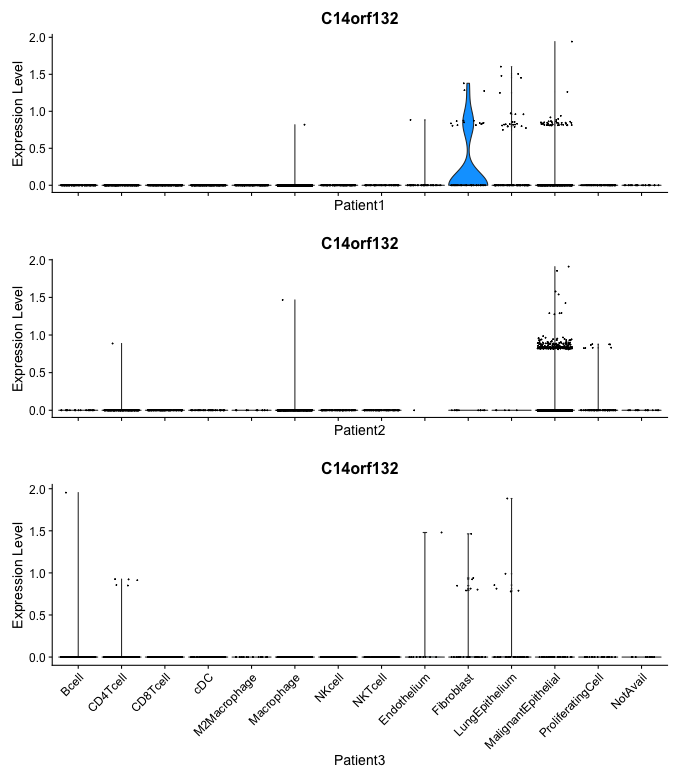 C14orf132
Expression Level
2.0
1.5
1.0
0.5
0.0
Patient1
C14orf132
Expression Level
2.0
1.5
1.0
0.5
0.0
Patient2
C14orf132
Expression Level
2.0
1.5
1.0
0.5
0.0
Bcell
CD4Tcell
CD8Tcell
cDC
M2Macrophage
Macrophage
NKcell
NKTcell
Endothelium
Fibroblast
LungEpithelium
MalignantEpithelial
ProliferatingCell
NotAvail
Patient3